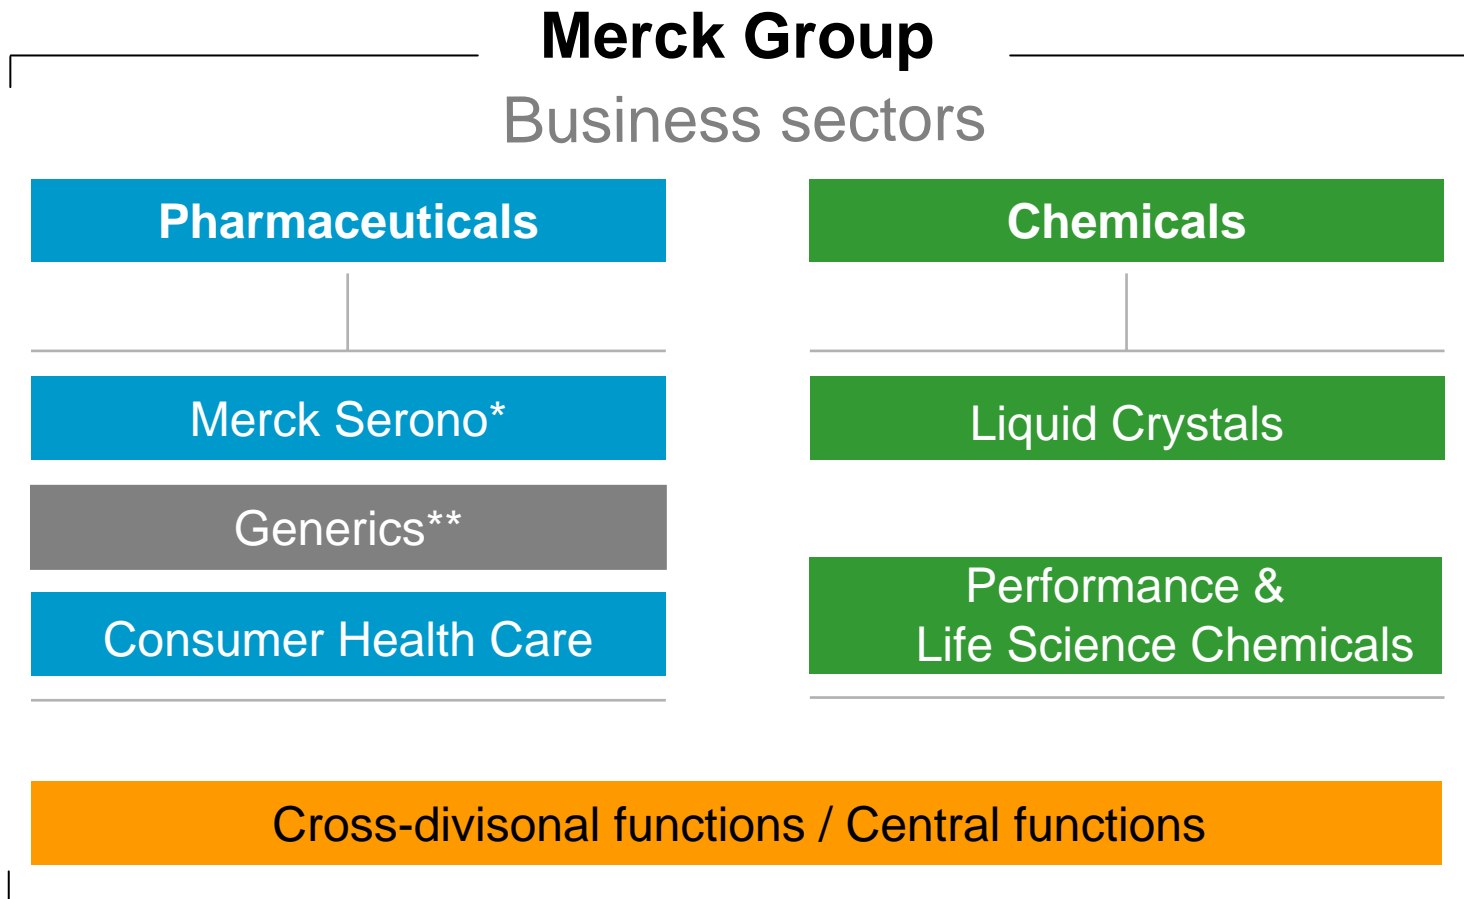 Merck Group
Business sectors
Pharmaceuticals
Chemicals
Merck Serono*
Liquid Crystals
Generics**
Performance &
Life Science Chemicals
Consumer Health Care
Cross-divisonal functions / Central functions